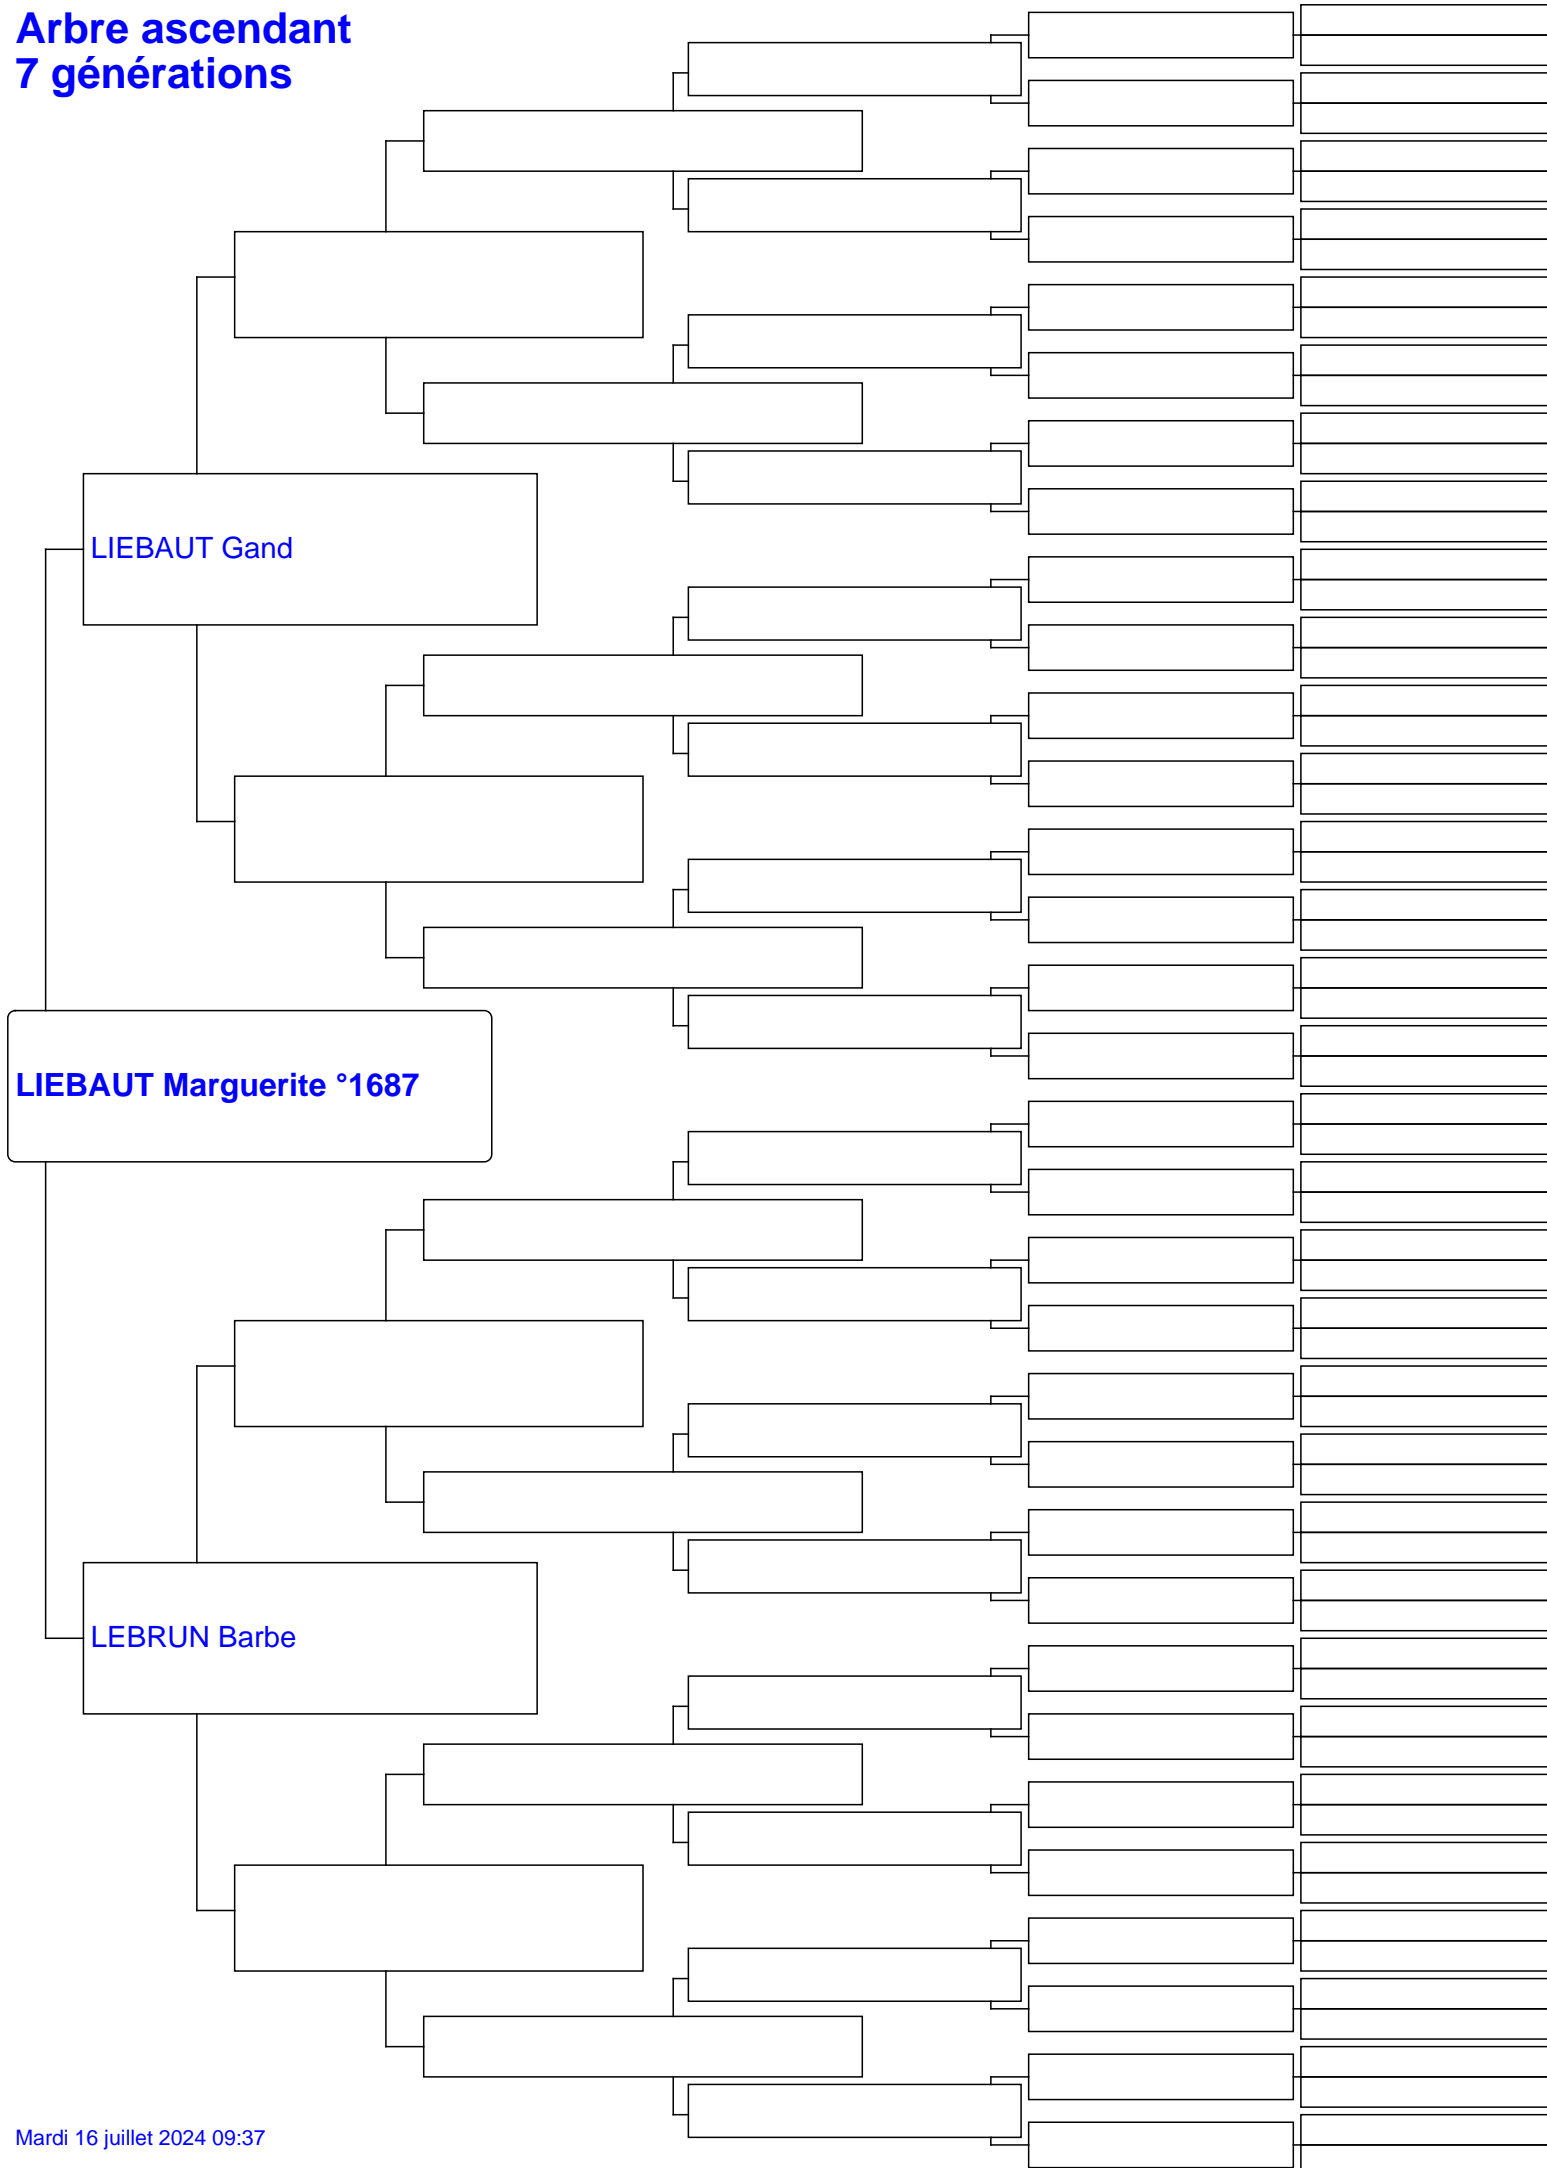 Arbre ascendant
7 générations
LIEBAUT Gand
LIEBAUT Marguerite °1687
LEBRUN Barbe
Mardi 16 juillet 2024 09:37